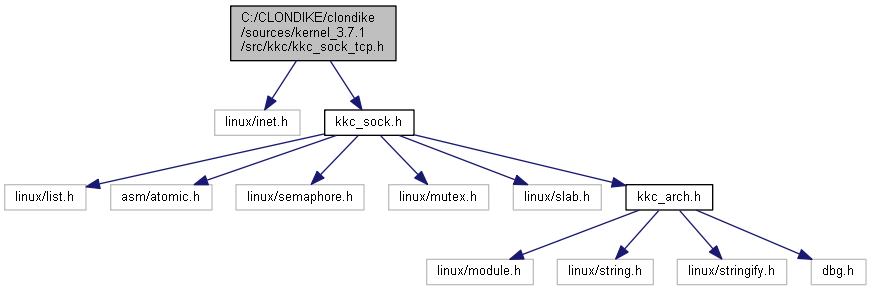 C:/CLONDIKE/clondike
/sources/kernel_3.7.1
/src/kkc/kkc_sock_tcp.h
linux/inet.h
kkc_sock.h
linux/list.h
asm/atomic.h
linux/semaphore.h
linux/mutex.h
linux/slab.h
kkc_arch.h
linux/module.h
linux/string.h
linux/stringify.h
dbg.h